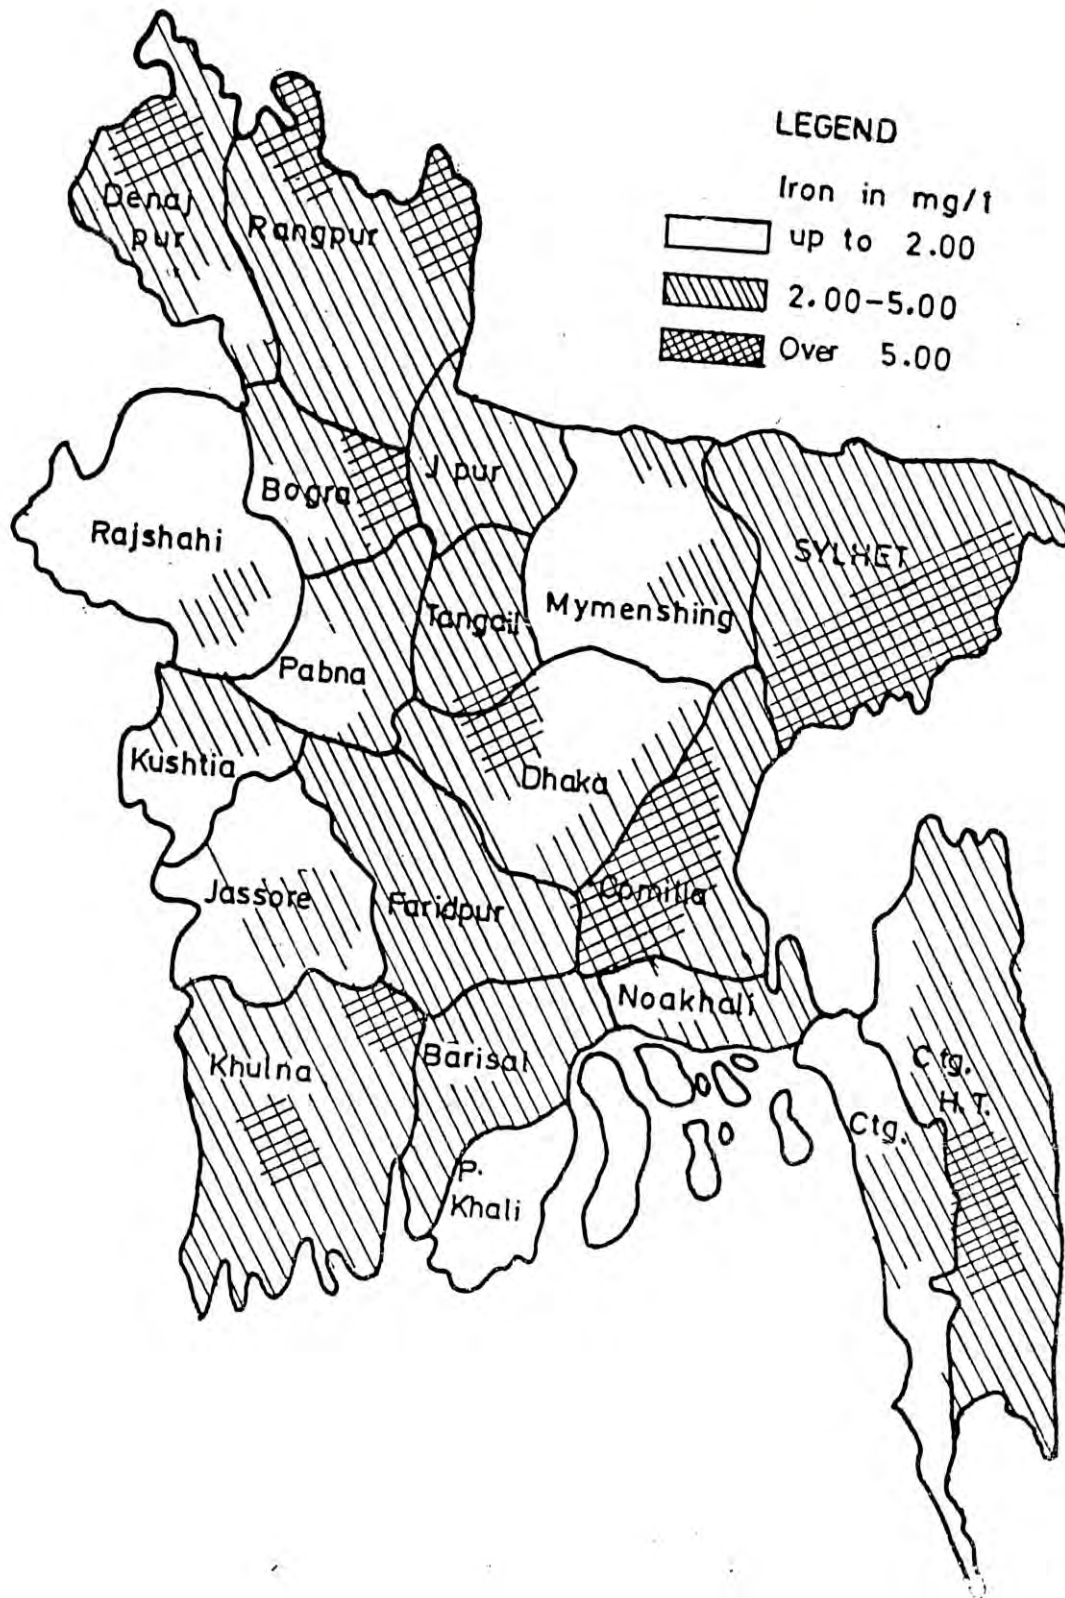 LEGEND
Iron in mg/l
up to 2.00
2.00-5.00
Over 5.00
Denaj
pur
Rangpur
Bogra
J pur
Rajshahi
SYLHET
Mymenshing
Tangail
Pabna
Kushtia
Dhaka
Jassore
Faridpur
Comilla
Noakhali
Khulna
Barisal
Ctg.
H.T.
Ctg.
P.
Khali